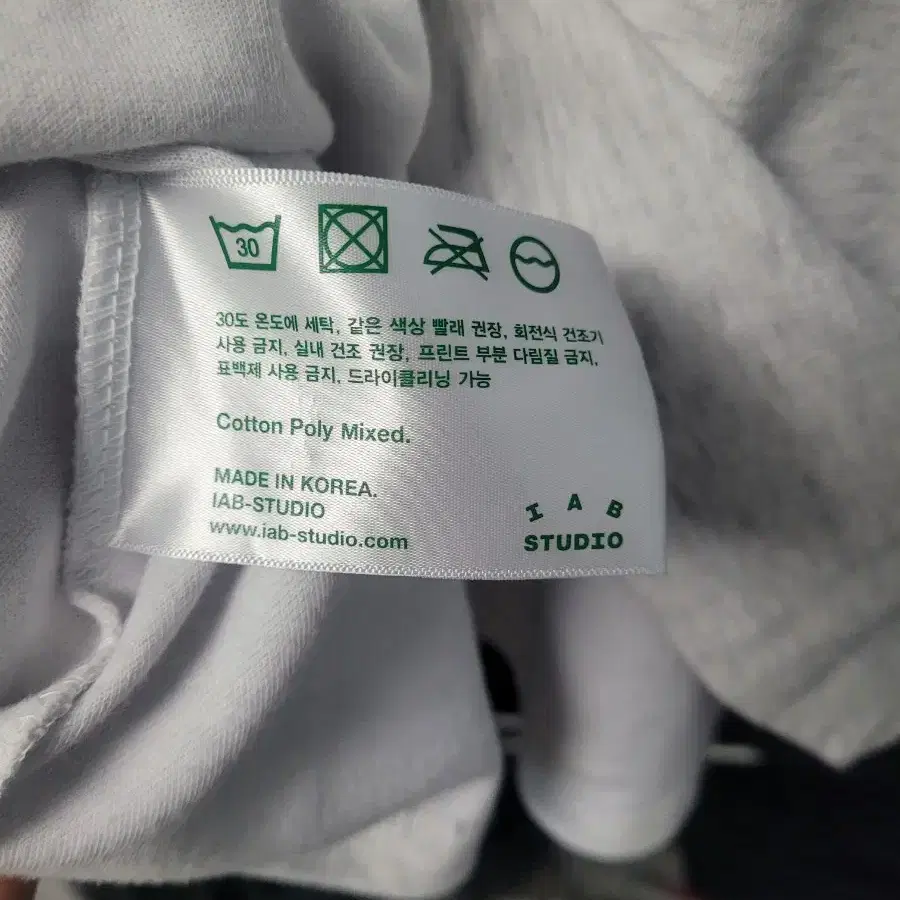 30
30도 온도에 세탁, 같은 색상 빨래 권장, 회전식 건조기
사용 금지, 실내 건조 권장, 프린트 부분 다림질 금지,
표백제 사용 금지, 드라이클리닝 가능
Cotton Poly Mixed.
MADE IN KOREA.
IAB-STUDIO
www.iab-studio.com
I A B
STUDIO